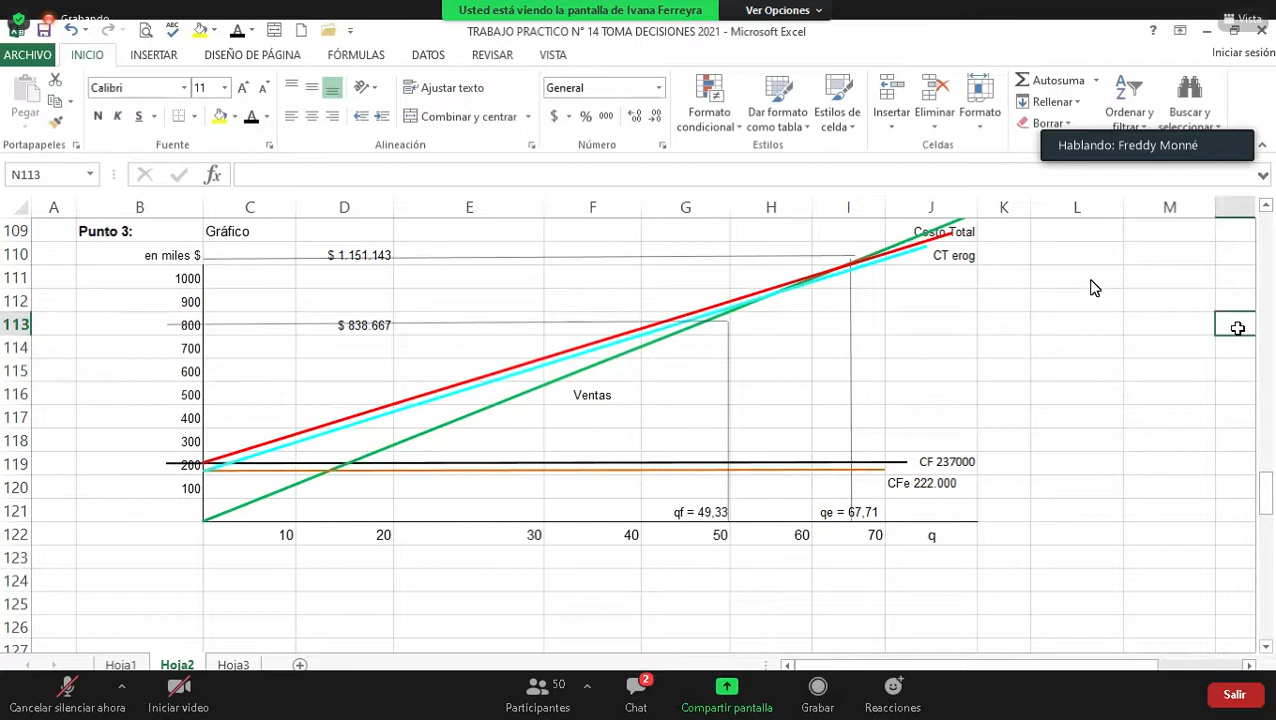 Grabando
Usted está viendo la pantalla de Ivana Ferreyra
Ver Opciones
Vista
TRABAJO PRACTICO N° 14 TOMA DECISIONES 2021 - Microsoft Excel
ARCHIVO INICIO INSERTAR DISEÑO DE PÁGINA FÓRMULAS DATOS REVISAR VISTA Iniciar sesión
Pegar
Calibri 11
N K S
Ajustar texto
Combinar y centrar
General
$ % 000
Formato condicional
Dar formato como tabla
Estilos de celda
Insertar
Eliminar
Formato
Autosuma
Rellenar
Borrar
Ordenar y filtrar
Buscar y seleccionar
Portapapeles Fuente Alineación Número Estilos Celdas
Hablando: Freddy Monné
N113
fx
A B C D E F G H I J K L M
109 Punto 3: Gráfico Costo Total
110 en miles $ $ 1.151.143 CT erog
111 1000
112 900
113 800 $ 838.667
114 700
115 600
116 500 Ventas
117 400
118 300
119 200 CF 237000
120 100 CFe 222.000
121 qf = 49,33 qe = 67,71
122 10 20 30 40 50 60 70 q
123
124
125
126
127
Hoja1 Hoja2 Hoja3
Cancelar silenciar ahora
Iniciar video
50
Participantes
2
Chat
Compartir pantalla
Grabar
Reacciones
Salir